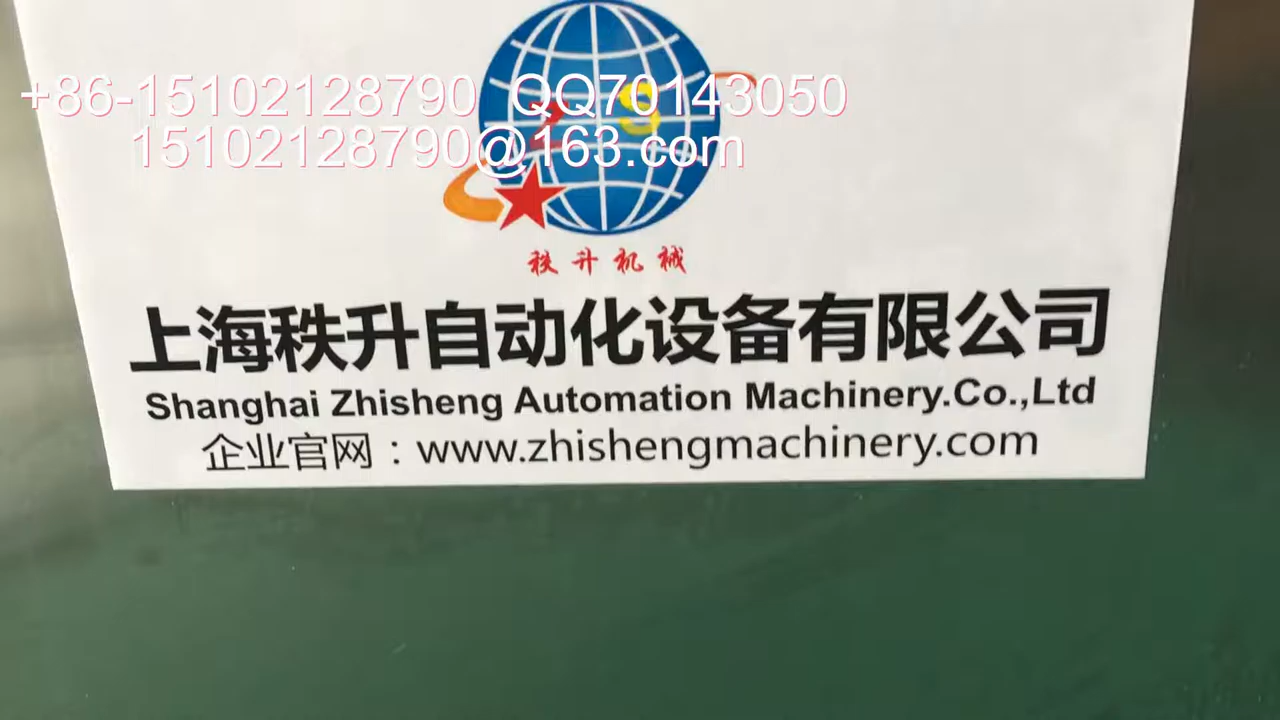 +86-15102128790 QQ70143050
15102128790@163.com
秩升机械
上海秩升自动化设备有限公司
Shanghai Zhisheng Automation Machinery.Co.,Ltd
企业官网：www.zhishengmachinery.com